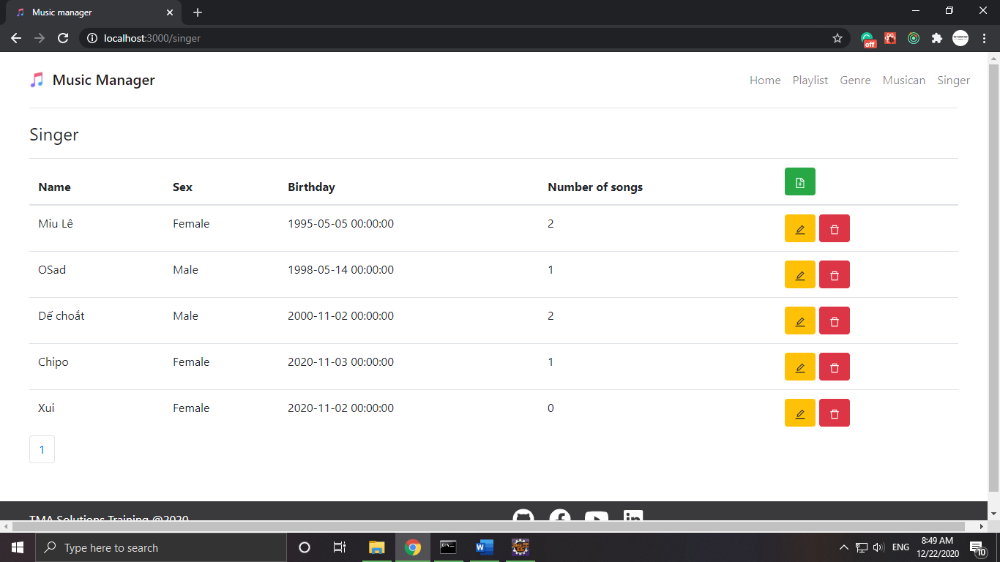 Music manager
localhost:3000/singer
off
Music Manager
Home Playlist Genre Musican Singer
Singer
Name Sex Birthday Number of songs
Miu Lê Female 1995-05-05 00:00:00 2
OSad Male 1998-05-14 00:00:00 1
Dế choắt Male 2000-11-02 00:00:00 2
Chipo Female 2020-11-03 00:00:00 1
Xui Female 2020-11-02 00:00:00 0
1
TMA Solutions Training @2020
Type here to search
ENG
8:49 AM
12/22/2020
10